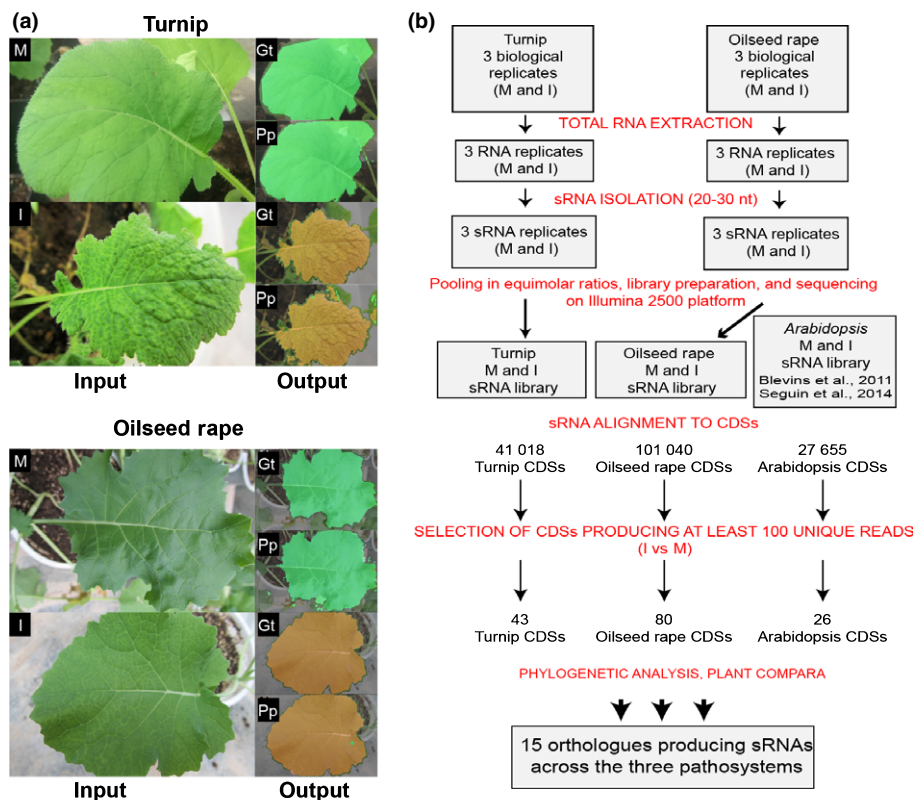 (a)
Turnip
M
Gt
Pp
I
Gt
Pp
Input
Output
Oilseed rape
M
Gt
Pp
I
Gt
Pp
Input
Output
(b)
Turnip
3 biological
replicates
(M and I)
Oilseed rape
3 biological
replicates
(M and I)
TOTAL RNA EXTRACTION
3 RNA replicates
(M and I)
3 RNA replicates
(M and I)
sRNA ISOLATION (20-30 nt)
3 sRNA replicates
(M and I)
3 sRNA replicates
(M and I)
Pooling in equimolar ratios, library preparation, and sequencing
on Illumina 2500 platform
Turnip
M and I
sRNA library
Oilseed rape
M and I
sRNA library
Arabidopsis
M and I
sRNA library
Blevins et al., 2011
Seguin et al., 2014
sRNA ALIGNMENT TO CDSs
41 018
Turnip CDSs
101 040
Oilseed rape CDSs
27 655
Arabidopsis CDSs
SELECTION OF CDSs PRODUCING AT LEAST 100 UNIQUE READS
(I vs M)
43
Turnip CDSs
80
Oilseed rape CDSs
26
Arabidopsis CDSs
PHYLOGENETIC ANALYSIS, PLANT COMPARA
15 orthologues producing sRNAs
across the three pathosystems